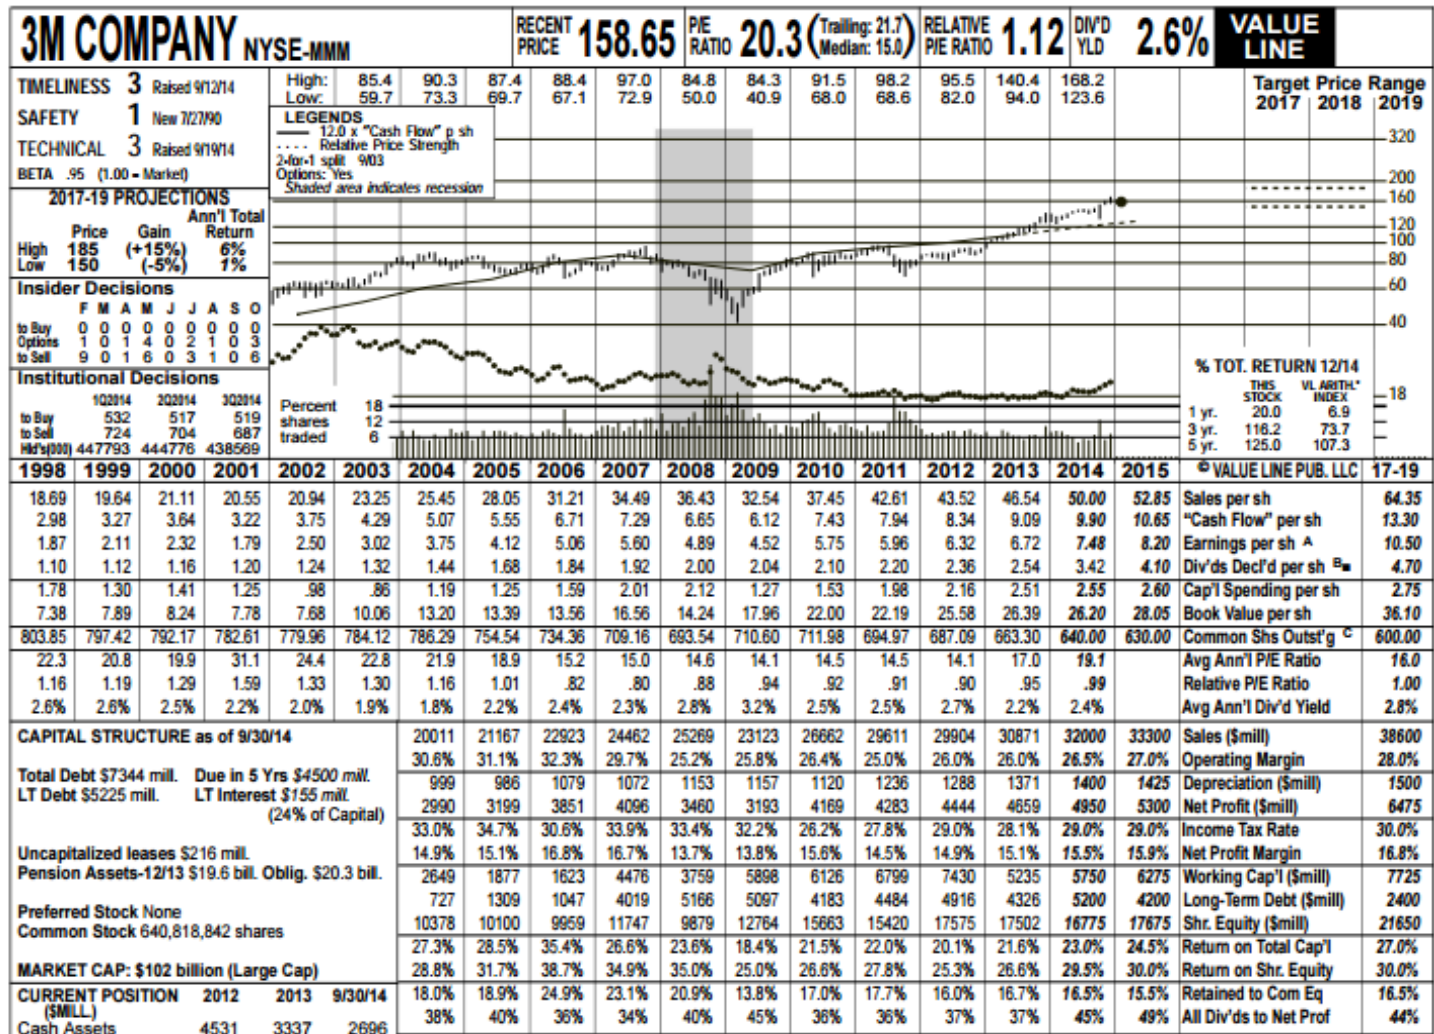 3M COMPANY NYSE-MMM RECENT PRICE 158.65 P/E RATIO 20.3 (Trailing: 21.7 Median: 15.0) RELATIVE P/E RATIO 1.12 DIV'D YLD 2.6% VALUE LINE
TIMELINESS 3 Raised 9/12/14
SAFETY 1 New 7/27/90
TECHNICAL 3 Raised 9/19/14
BETA .95 (1.00 = Market)
High: 85.4 90.3 87.4 88.4 97.0 84.8 84.3 91.5 98.2 95.5 140.4 168.2
Low: 59.7 73.3 69.7 67.1 72.9 50.0 40.9 68.0 68.6 82.0 94.0 123.6
Target Price Range
2017 2018 2019
LEGENDS
12.0 x "Cash Flow" p sh
Relative Price Strength
2-for-1 split 9/03
Options: Yes
Shaded area indicates recession
320
200
160
120
100
80
60
40
18
2017-19 PROJECTIONS
Ann'l Total
Price Gain Return
High 185 (+15%) 6%
Low 150 (-5%) 1%
Insider Decisions
F M A M J J A S O
to Buy 0 0 0 0 0 0 0 0 0
Options 1 0 1 4 0 2 1 0 3
to Sell 9 0 1 6 0 3 1 0 6
Institutional Decisions
1Q2014 2Q2014 3Q2014
to Buy 532 517 519
to Sell 724 704 687
Hld's(000) 447793 444776 438569
Percent 18
shares 12
traded 6
% TOT. RETURN 12/14
THIS VL ARITH.*
STOCK INDEX
1 yr. 20.0 6.9
3 yr. 116.2 73.7
5 yr. 125.0 107.3
1998 1999 2000 2001 2002 2003 2004 2005 2006 2007 2008 2009 2010 2011 2012 2013 2014 2015 © VALUE LINE PUB. LLC 17-19
18.69 19.64 21.11 20.55 20.94 23.25 25.45 28.05 31.21 34.49 36.43 32.54 37.45 42.61 43.52 46.54 50.00 52.85 Sales per sh 64.35
2.98 3.27 3.64 3.22 3.75 4.29 5.07 5.55 6.71 7.29 6.65 6.12 7.43 7.94 8.34 9.09 9.90 10.65 "Cash Flow" per sh 13.30
1.87 2.11 2.32 1.79 2.50 3.02 3.75 4.12 5.06 5.60 4.89 4.52 5.75 5.96 6.32 6.72 7.48 8.20 Earnings per sh A 10.50
1.10 1.12 1.16 1.20 1.24 1.32 1.44 1.68 1.84 1.92 2.00 2.04 2.10 2.20 2.36 2.54 3.42 4.10 Div'ds Decl'd per sh B■ 4.70
1.78 1.30 1.41 1.25 .98 .86 1.19 1.25 1.59 2.01 2.12 1.27 1.53 1.98 2.16 2.51 2.55 2.60 Cap'l Spending per sh 2.75
7.38 7.89 8.24 7.78 7.68 10.06 13.20 13.39 13.56 16.56 14.24 17.96 22.00 22.19 25.58 26.39 26.20 28.05 Book Value per sh 36.10
803.85 797.42 792.17 782.61 779.96 784.12 786.29 754.54 734.36 709.16 693.54 710.60 711.98 694.97 687.09 663.30 640.00 630.00 Common Shs Outst'g C 600.00
22.3 20.8 19.9 31.1 24.4 22.8 21.9 18.9 15.2 15.0 14.6 14.1 14.5 14.5 14.1 17.0 19.1 Avg Ann'l P/E Ratio 16.0
1.16 1.19 1.29 1.59 1.33 1.30 1.16 1.01 .82 .80 .88 .94 .92 .91 .90 .95 .99 Relative P/E Ratio 1.00
2.6% 2.6% 2.5% 2.2% 2.0% 1.9% 1.8% 2.2% 2.4% 2.3% 2.8% 3.2% 2.5% 2.5% 2.7% 2.2% 2.4% Avg Ann'l Div'd Yield 2.8%
CAPITAL STRUCTURE as of 9/30/14
Total Debt $7344 mill. Due in 5 Yrs $4500 mill.
LT Debt $5225 mill. LT Interest $155 mill.
(24% of Capital)
Uncapitalized leases $216 mill.
Pension Assets-12/13 $19.6 bill. Oblig. $20.3 bill.
Preferred Stock None
Common Stock 640,818,842 shares
MARKET CAP: $102 billion (Large Cap)
CURRENT POSITION 2012 2013 9/30/14
($MILL.)
Cash Assets 4531 3337 2696
20011 21167 22923 24462 25269 23123 26662 29611 29904 30871 32000 33300 Sales ($mill) 38600
30.6% 31.1% 32.3% 29.7% 25.2% 25.8% 26.4% 25.0% 26.0% 26.0% 26.5% 27.0% Operating Margin 28.0%
999 986 1079 1072 1153 1157 1120 1236 1288 1371 1400 1425 Depreciation ($mill) 1500
2990 3199 3851 4096 3460 3193 4169 4283 4444 4659 4950 5300 Net Profit ($mill) 6475
33.0% 34.7% 30.6% 33.9% 33.4% 32.2% 26.2% 27.8% 29.0% 28.1% 29.0% 29.0% Income Tax Rate 30.0%
14.9% 15.1% 16.8% 16.7% 13.7% 13.8% 15.6% 14.5% 14.9% 15.1% 15.5% 15.9% Net Profit Margin 16.8%
2649 1877 1623 4476 3759 5898 6126 6799 7430 5235 5750 6275 Working Cap'l ($mill) 7725
727 1309 1047 4019 5166 5097 4183 4484 4916 4326 5200 4200 Long-Term Debt ($mill) 2400
10378 10100 9959 11747 9879 12764 15663 15420 17575 17502 16775 17675 Shr. Equity ($mill) 21650
27.3% 28.5% 35.4% 26.6% 23.6% 18.4% 21.5% 22.0% 20.1% 21.6% 23.0% 24.5% Return on Total Cap'l 27.0%
28.8% 31.7% 38.7% 34.9% 35.0% 25.0% 26.6% 27.8% 25.3% 26.6% 29.5% 30.0% Return on Shr. Equity 30.0%
18.0% 18.9% 24.9% 23.1% 20.9% 13.8% 17.0% 17.7% 16.0% 16.7% 16.5% 15.5% Retained to Com Eq 16.5%
38% 40% 36% 34% 40% 45% 36% 36% 37% 37% 45% 49% All Div'ds to Net Prof 44%